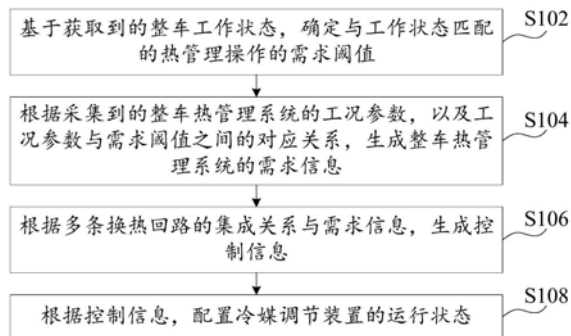 基于获取到的整车工作状态，确定与工作状态匹配
的热管理操作的需求阈值
S102
根据采集到的整车热管理系统的工况参数，以及工
况参数与需求阈值之间的对应关系，生成整车热管
理系统的需求信息
S104
根据多条换热回路的集成关系与需求信息，生成控
制信息
S106
根据控制信息，配置冷媒调节装置的运行状态
S108